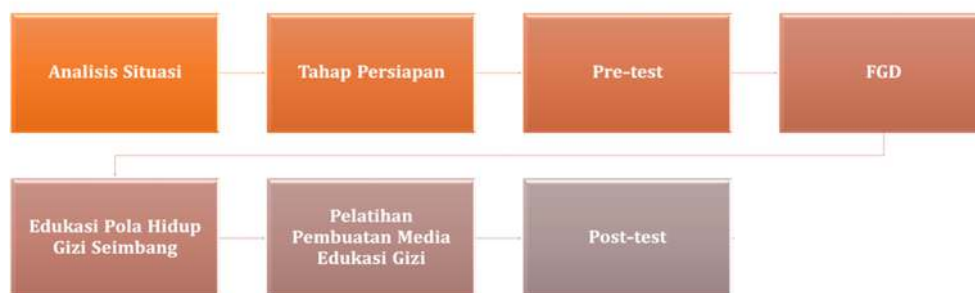 Analisis Situasi
Tahap Persiapan
Pre-test
FGD
Edukasi Pola Hidup
Gizi Seimbang
Pelatihan
Pembuatan Media
Edukasi Gizi
Post-test